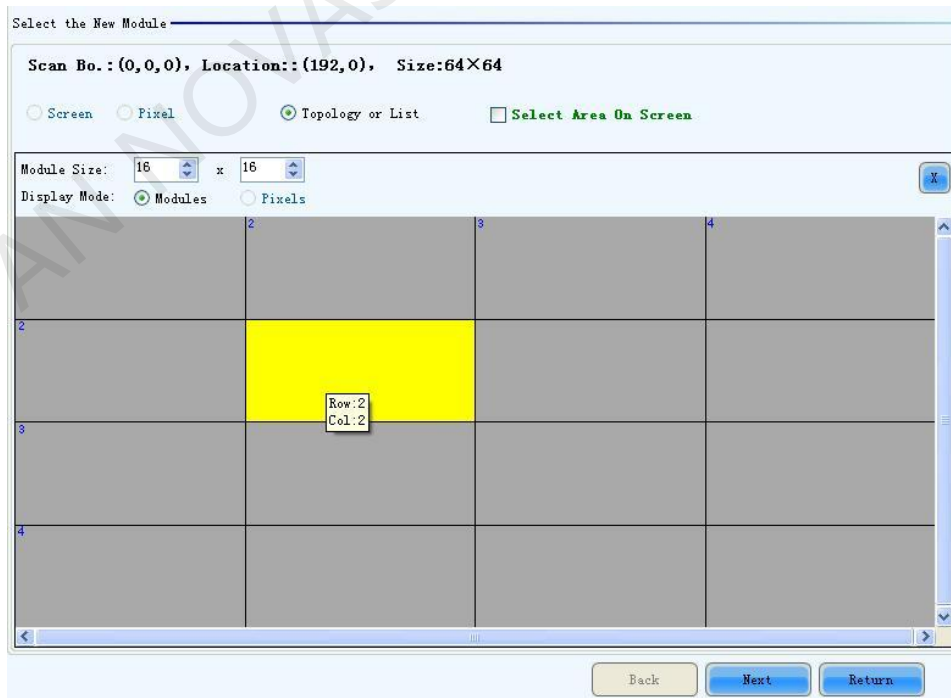 Select the New Module
Scan Bo.:(0,0,0), Location::(192,0), Size:64×64
Screen Pixel Topology or List Select Area On Screen
Module Size: 16 x 16 X
Display Mode: Modules Pixels
2 3 4
2
Row:2
Col:2
3
4
Back Next Return
AN NOVAS